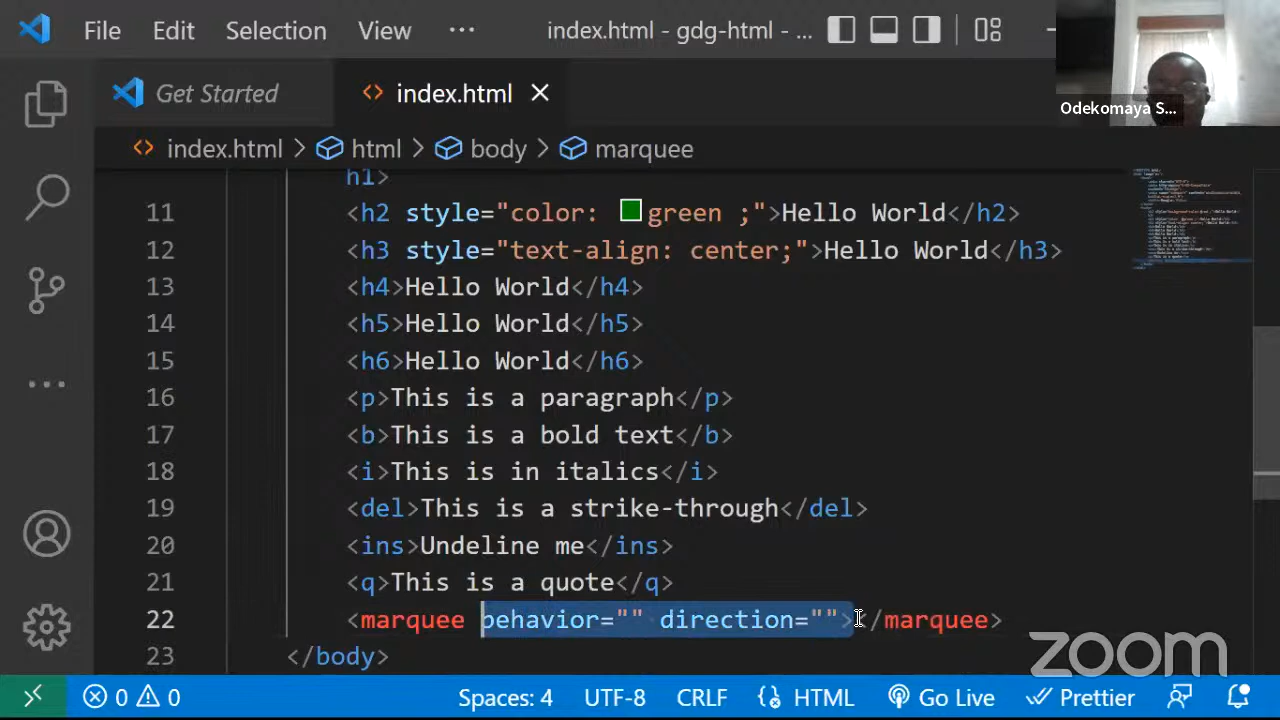 File Edit Selection View ··· index.html - gdg-html - ...
Odekomaya S...
Get Started index.html
index.html > html > body > marquee
h1>
11 <h2 style="color: green ;">Hello World</h2>
12 <h3 style="text-align: center;">Hello World</h3>
13 <h4>Hello World</h4>
14 <h5>Hello World</h5>
15 <h6>Hello World</h6>
16 <p>This is a paragraph</p>
17 <b>This is a bold text</b>
18 <i>This is in italics</i>
19 <del>This is a strike-through</del>
20 <ins>Undeline me</ins>
21 <q>This is a quote</q>
22 <marquee behavior="" direction=""></marquee>
23 </body>
zoom
0 0 Spaces: 4 UTF-8 CRLF HTML Go Live Prettier